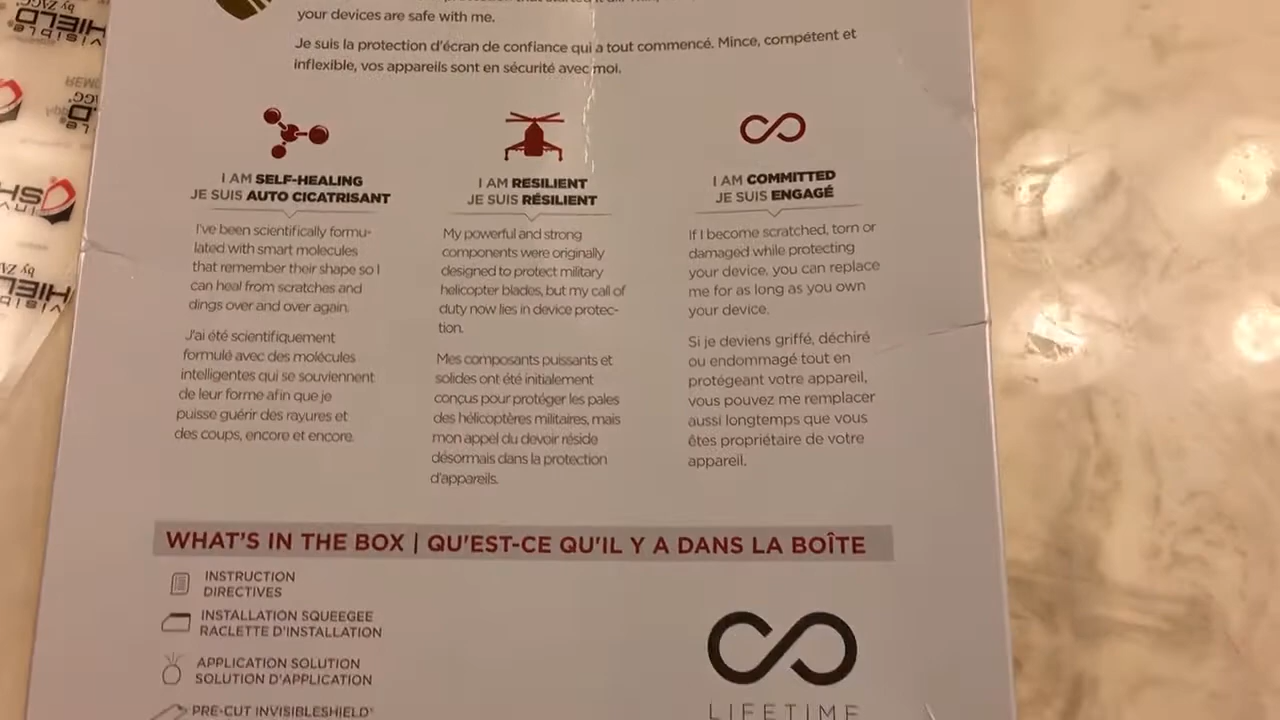 your devices are safe with me.
Je suis la protection d'écran de confiance qui a tout commencé. Mince, compétent et
inflexible, vos appareils sont en sécurité avec moi.
I AM SELF-HEALING
JE SUIS AUTO CICATRISANT
I've been scientifically formu-
lated with smart molecules
that remember their shape so I
can heal from scratches and
dings over and over again.
J'ai été scientifiquement
formulé avec des molécules
intelligentes qui se souviennent
de leur forme afin que je
puisse guérir des rayures et
des coups, encore et encore.
I AM RESILIENT
JE SUIS RÉSILIENT
My powerful and strong
components were originally
designed to protect military
helicopter blades, but my call of
duty now lies in device protec-
tion.
Mes composants puissants et
solides ont été initialement
conçus pour protéger les pales
des hélicoptères militaires, mais
mon appel du devoir réside
désormais dans la protection
d'appareils.
I AM COMMITTED
JE SUIS ENGAGÉ
If I become scratched, torn or
damaged while protecting
your device, you can replace
me for as long as you own
your device.
Si je deviens griffé, déchiré
ou endommagé tout en
protégeant votre appareil,
vous pouvez me remplacer
aussi longtemps que vous
êtes propriétaire de votre
appareil.
WHAT'S IN THE BOX | QU'EST-CE QU'IL Y A DANS LA BOÎTE
INSTRUCTION
DIRECTIVES
INSTALLATION SQUEEGEE
RACLETTE D'INSTALLATION
APPLICATION SOLUTION
SOLUTION D'APPLICATION
PRE-CUT INVISIBLESHIELD
LIFETIME